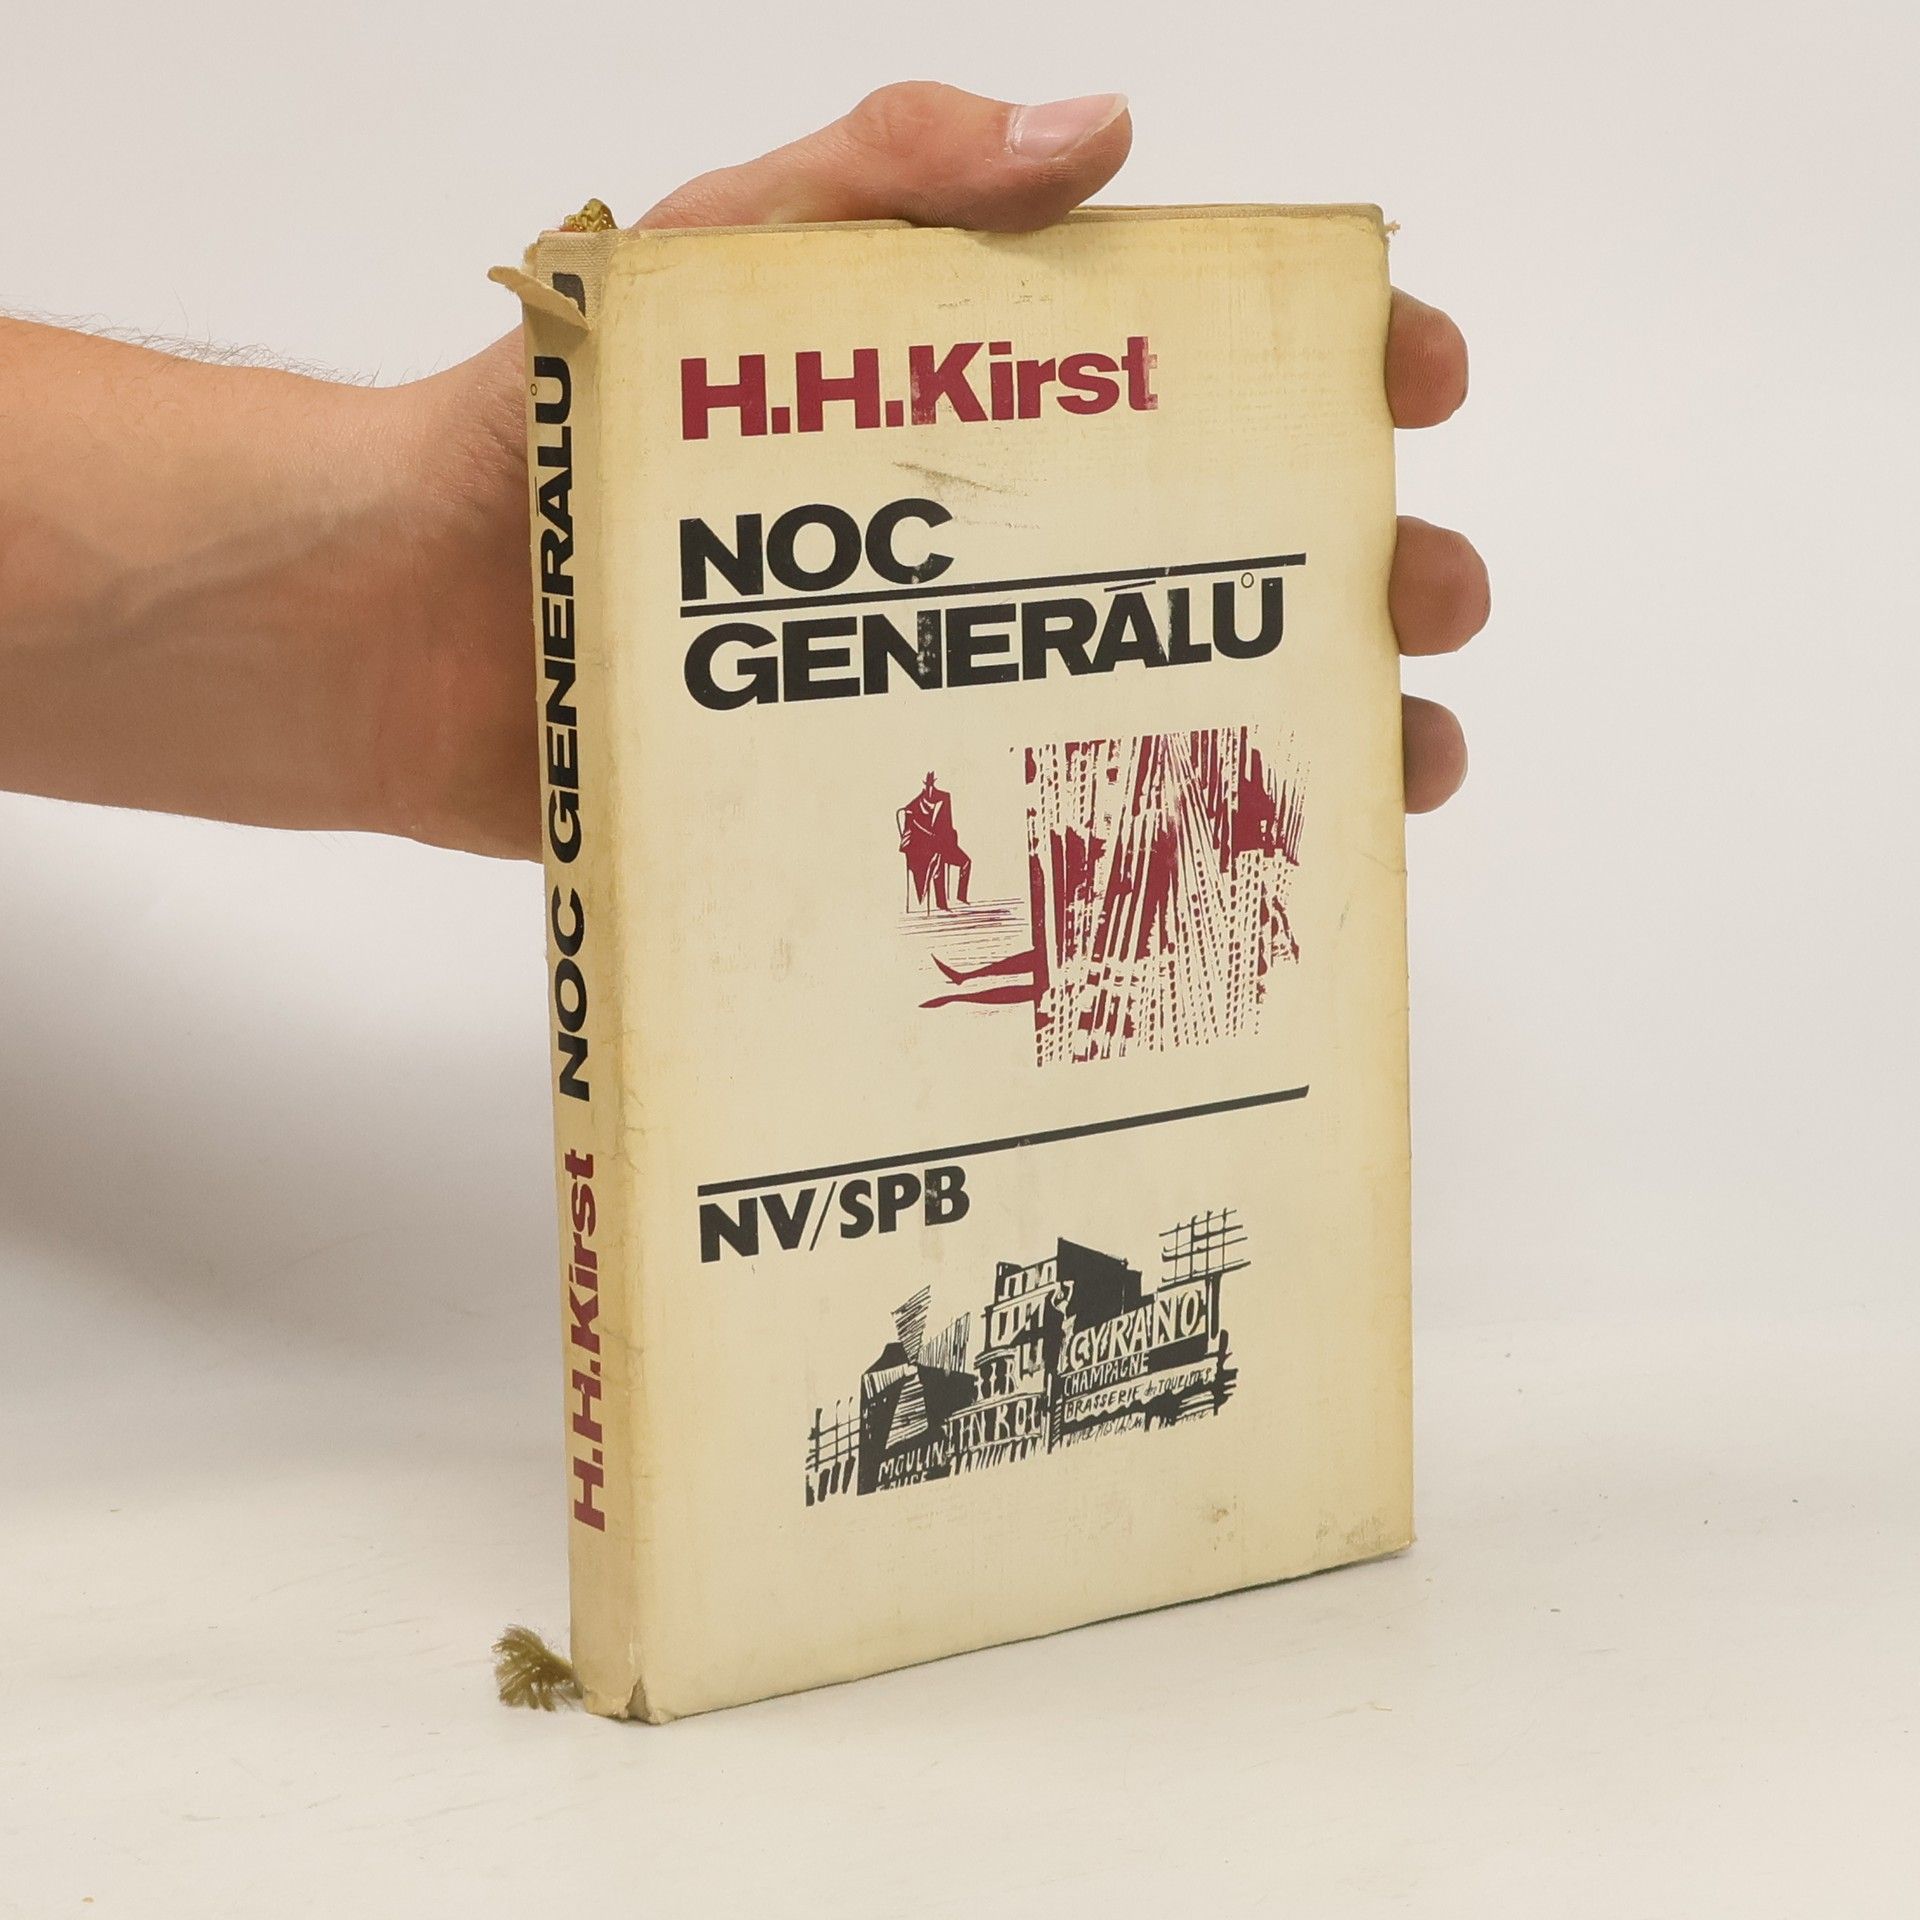 H.H.Kirst NOC GENERÁLŮ
H.H.Kirst
NOC
GENERÁLŮ
NV/SPB
CYRANO
CHAMPAGNE
BRASSERIE
MOULIN